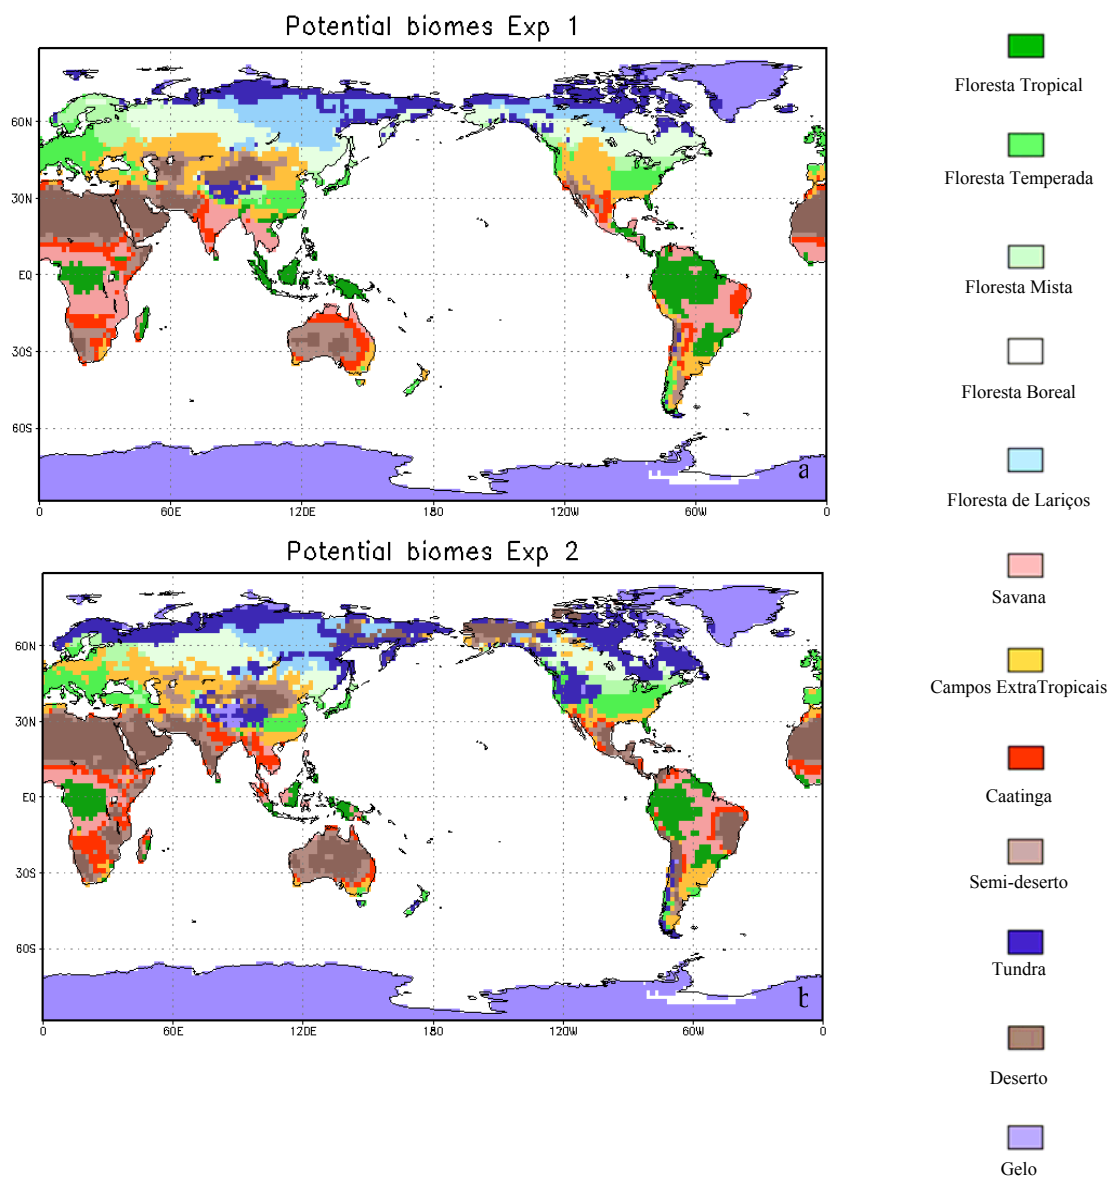 Potential biomes Exp 1
60N
30N
EQ
30S
60S
0
60E
120E
180
120W
60W
0
a
Potential biomes Exp 2
60N
30N
EQ
30S
60S
0
60E
120E
180
120W
60W
0
b
Floresta Tropical
Floresta Temperada
Floresta Mista
Floresta Boreal
Floresta de Lariços
Savana
Campos ExtraTropicais
Caatinga
Semi-deserto
Tundra
Deserto
Gelo